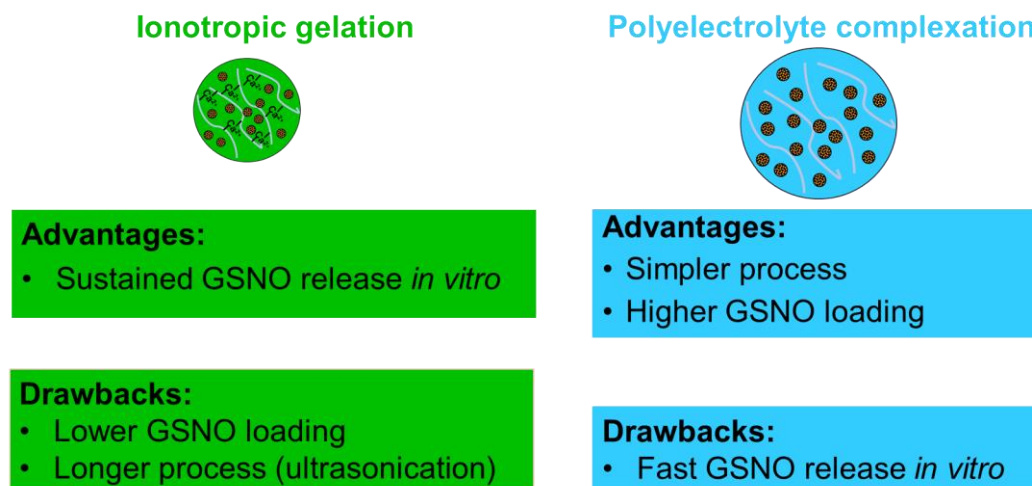 Ionotropic gelation
Polyelectrolyte complexation
Advantages:
• Sustained GSNO release in vitro
Drawbacks:
• Lower GSNO loading
• Longer process (ultrasonication)
Advantages:
• Simpler process
• Higher GSNO loading
Drawbacks:
• Fast GSNO release in vitro